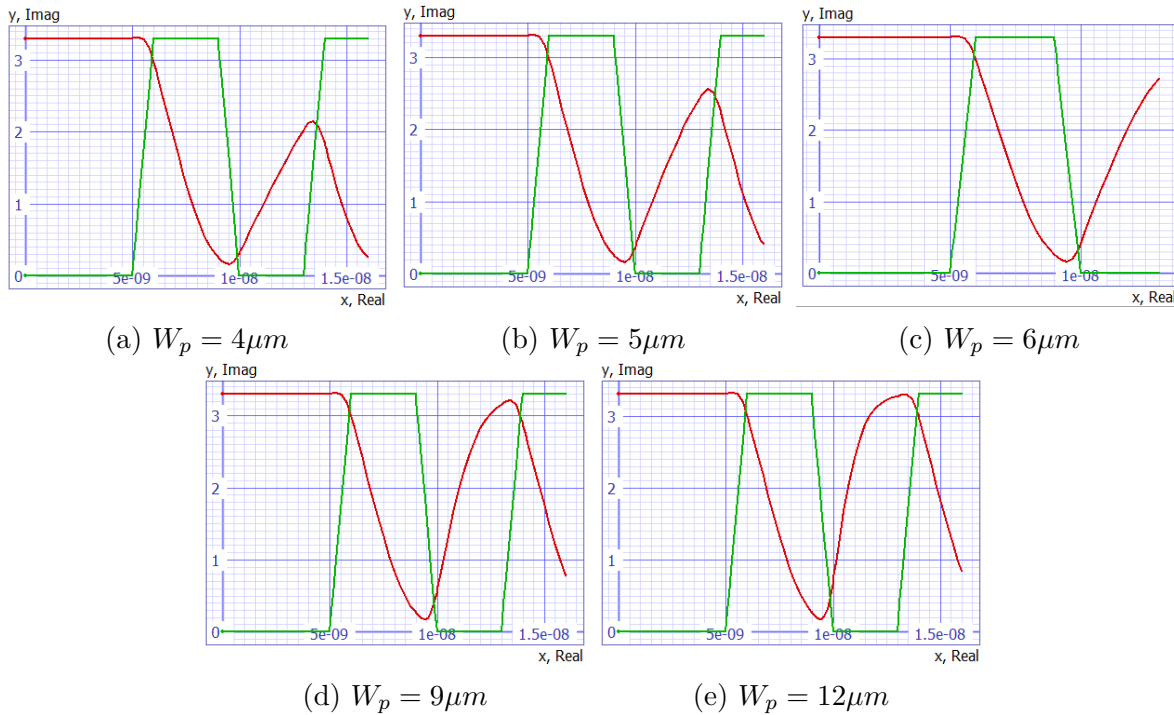 y, Imag
3
2
1
0
5e-09
1e-08
1.5e-08
x, Real
(a) W_p = 4μm
y, Imag
3
2
1
0
5e-09
1e-08
1.5e-08
x, Real
(b) W_p = 5μm
y, Imag
3
2
1
0
5e-09
1e-08
x, Real
(c) W_p = 6μm
y, Imag
3
2
1
0
5e-09
1e-08
1.5e-08
x, Real
(d) W_p = 9μm
y, Imag
3
2
1
0
5e-09
1e-08
1.5e-08
x, Real
(e) W_p = 12μm